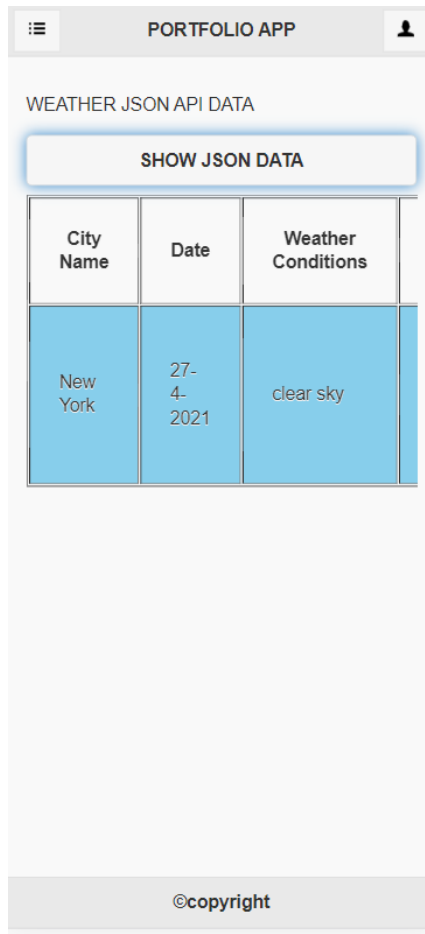 PORTFOLIO APP
WEATHER JSON API DATA
SHOW JSON DATA
City
Name
Date
Weather
Conditions
New
York
27-
4-
2021
clear sky
©copyright